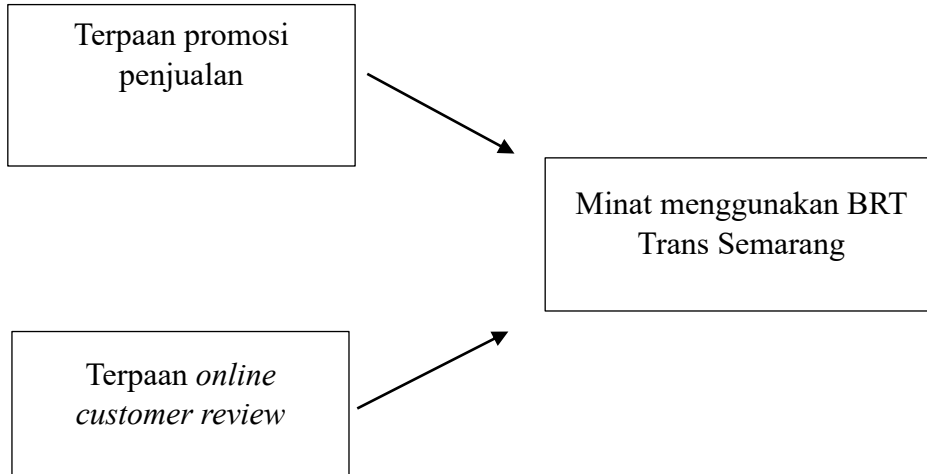 Terpaan promosi
penjualan
Minat menggunakan BRT
Trans Semarang
Terpaan online
customer review